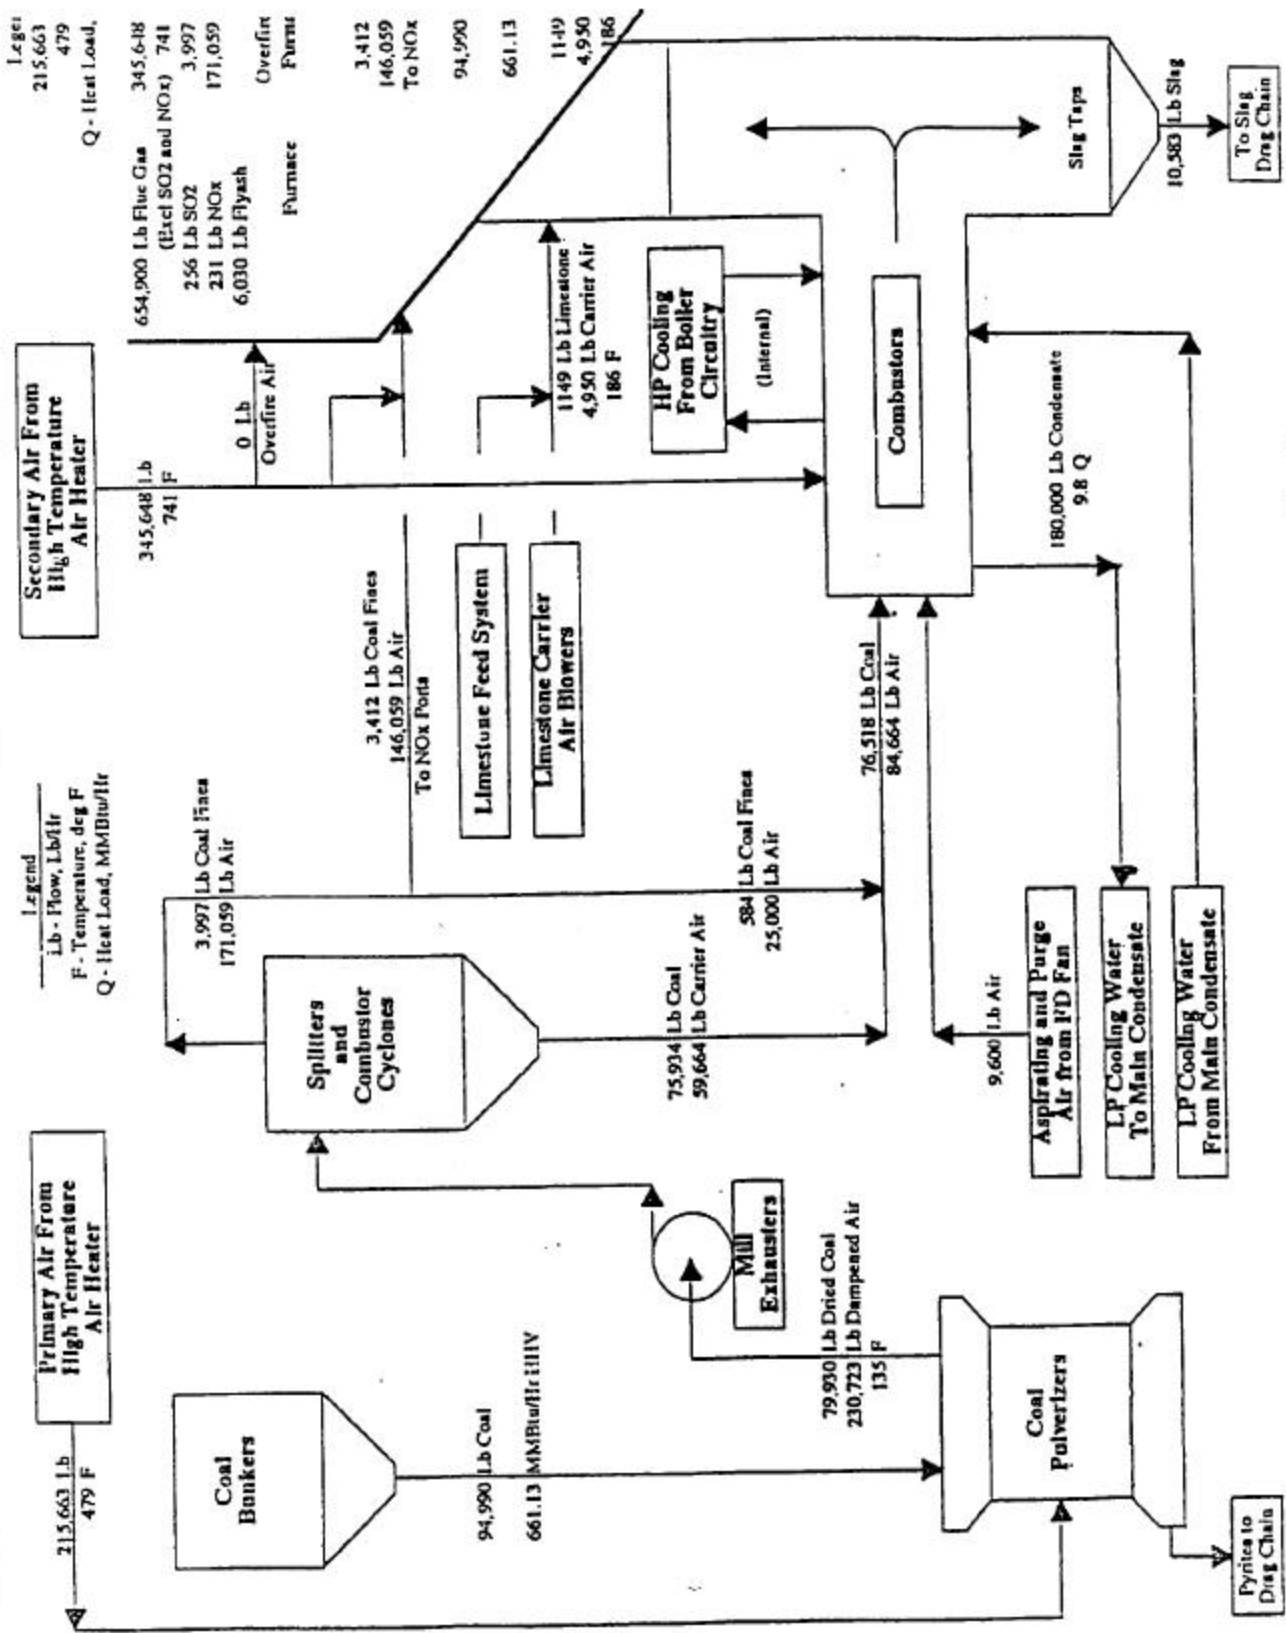 Legend
Lb - Flow, Lb/Hr
F - Temperature, deg F
Q - Heat Load, MMBtu/Hr
Primary Air From
High Temperature
Air Heater
215,663 Lb
479 F
Secondary Air From
High Temperature
Air Heater
345,648 Lb
741 F
Coal
Bunkers
94,990 Lb Coal
661.13 MMBtu/Hr HHV
Coal
Pulverizers
Pyrites to
Drag Chain
79,930 Lb Dried Coal
230,723 Lb Dampened Air
135 F
Mill
Exhausters
Splitters
and
Combustor
Cyclones
3,997 Lb Coal Fines
171,059 Lb Air
75,934 Lb Coal
59,664 Lb Carrier Air
584 Lb Coal Fines
25,000 Lb Air
3,412 Lb Coal Fines
146,059 Lb Air
To NOx Ports
76,518 Lb Coal
84,664 Lb Air
9,600 Lb Air
Aspirating and Purge
Air from FD Fan
LP Cooling Water
To Main Condensate
LP Cooling Water
From Main Condensate
180,000 Lb Condensate
9.8 Q
Limestone Feed System
Limestone Carrier
Air Blowers
0 Lb
Overfire Air
1149 Lb Limestone
4,950 Lb Carrier Air
186 F
HP Cooling
From Boiler
Circuitry
(Internal)
Combustors
Slag Taps
10,583 Lb Slag
To Slag
Drag Chain
Furnace
654,900 Lb Flue Gas
(Excl SO2 and NOx)
256 Lb SO2
231 Lb NOx
6,030 Lb Flyash
215,663
479
Q - Heat Load,
345,648
741
3,997
171,059
3,412
146,059
To NOx
94,990
661.13
1149
4,950
186